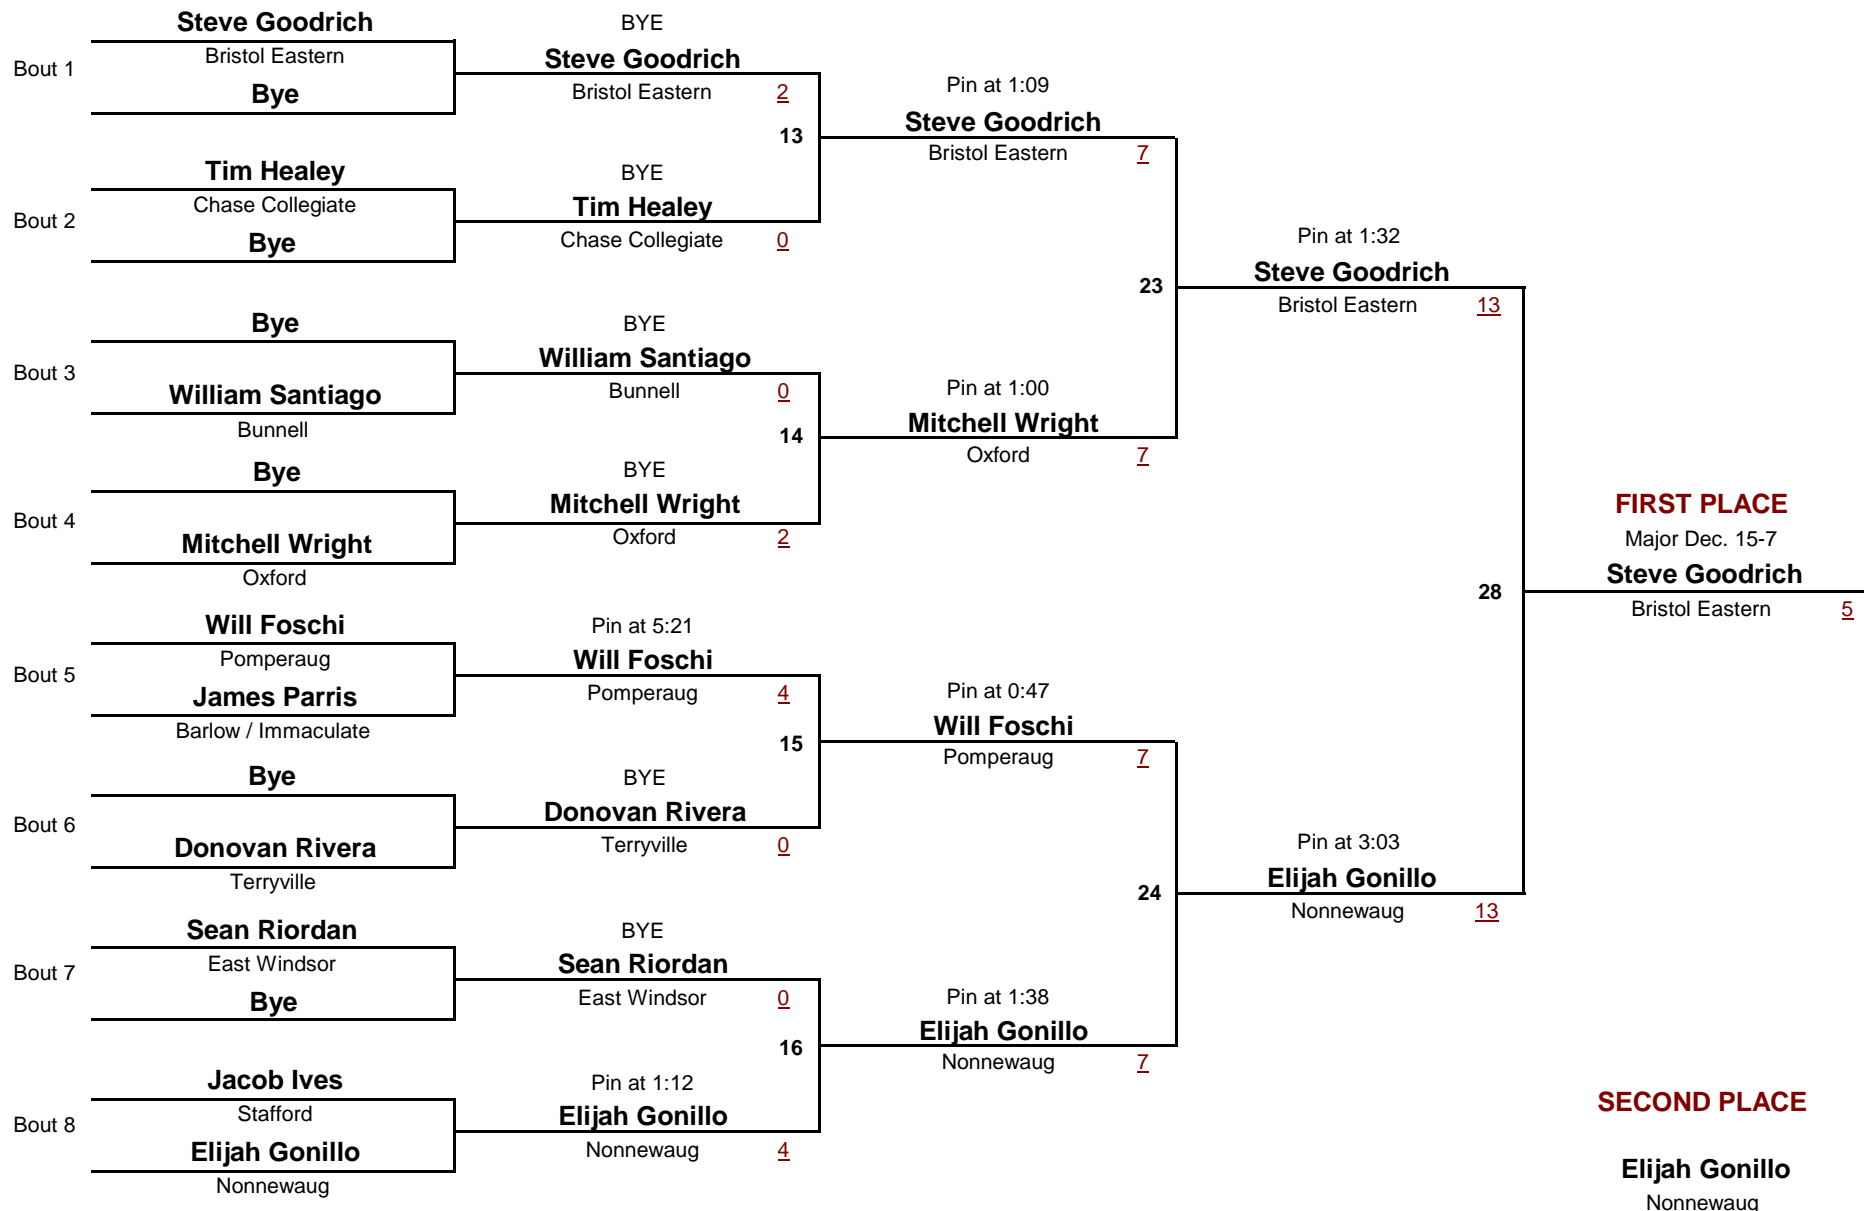 Steve Goodrich
Bout 1
Bristol Eastern
Bye
Tim Healey
Bout 2
Chase Collegiate
Bye
Bye
Bout 3
William Santiago
Bunnell
Bye
Bout 4
Mitchell Wright
Oxford
Will Foschi
Bout 5
Pomperaug
James Parris
Barlow / Immaculate
Bye
Bout 6
Donovan Rivera
Terryville
Sean Riordan
Bout 7
East Windsor
Bye
Jacob Ives
Bout 8
Stafford
Elijah Gonillo
Nonnewaug
BYE
Steve Goodrich
Bristol Eastern 2
13
BYE
Tim Healey
Chase Collegiate 0
BYE
William Santiago
Bunnell 0
14
BYE
Mitchell Wright
Oxford 2
Pin at 5:21
Will Foschi
Pomperaug 4
15
BYE
Donovan Rivera
Terryville 0
BYE
Sean Riordan
East Windsor 0
16
Pin at 1:12
Elijah Gonillo
Nonnewaug 4
Pin at 1:09
Steve Goodrich
Bristol Eastern 7
23
Pin at 1:00
Mitchell Wright
Oxford 7
Pin at 0:47
Will Foschi
Pomperaug 7
24
Pin at 1:38
Elijah Gonillo
Nonnewaug 7
Pin at 1:32
Steve Goodrich
Bristol Eastern 13
28
Pin at 3:03
Elijah Gonillo
Nonnewaug 13
FIRST PLACE
Major Dec. 15-7
Steve Goodrich
Bristol Eastern 5
SECOND PLACE
Elijah Gonillo
Nonnewaug